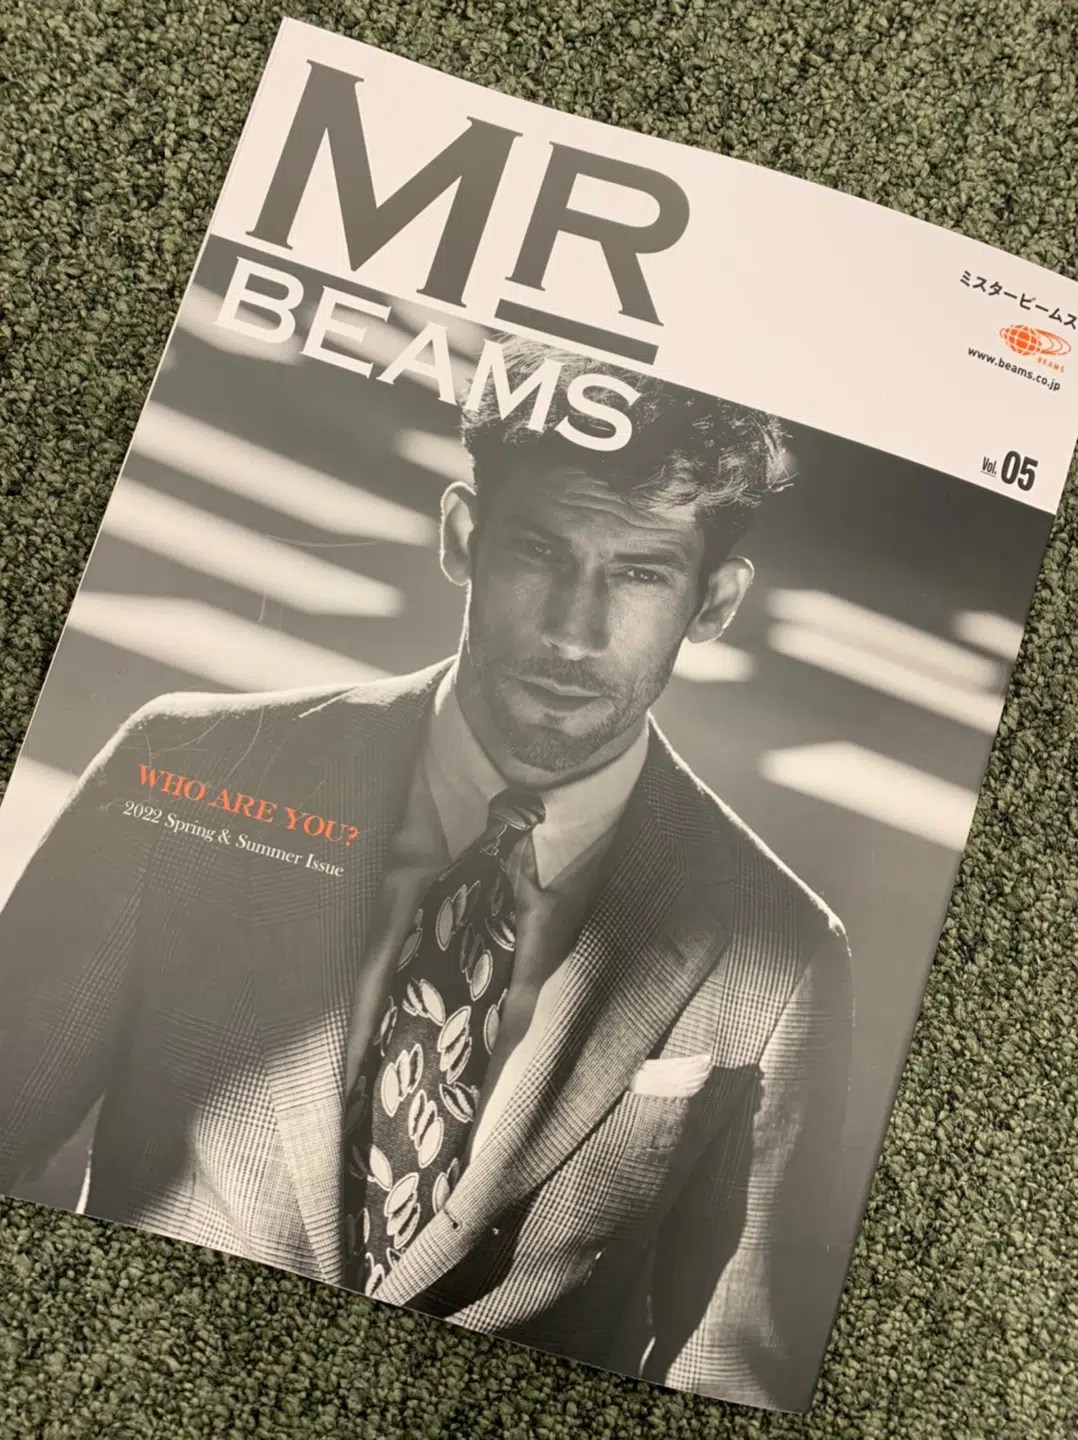 MR
BEAMS
ミスタービームス
BEAMS
www.beams.co.jp
Vol. 05
WHO ARE YOU?
2022 Spring & Summer Issue